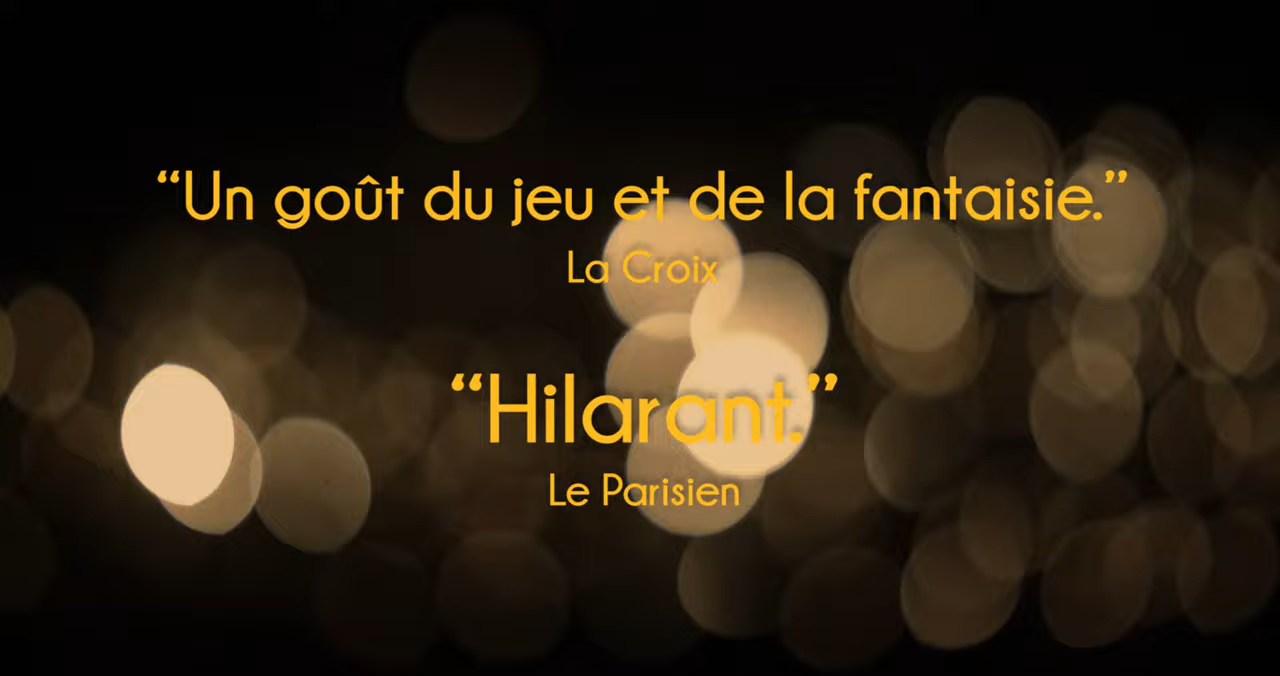 “Un goût du jeu et de la fantaisie.”
La Croix
“Hilarant.”
Le Parisien